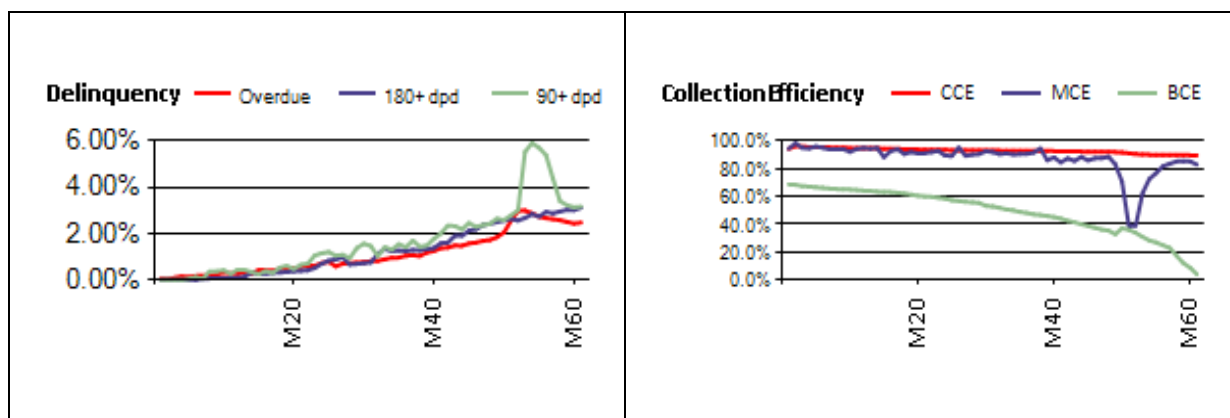 Delinquency Overdue 180+ dpd 90+ dpd
6.00%
4.00%
2.00%
0.00%
M20
M40
M60
Collection Efficiency CCE MCE BCE
100.0%
80.0%
60.0%
40.0%
20.0%
0.0%
M20
M40
M60